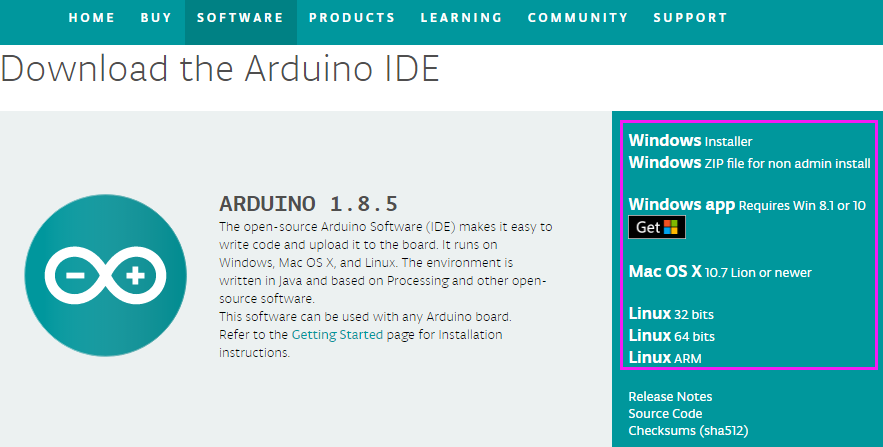 HOME BUY SOFTWARE PRODUCTS LEARNING COMMUNITY SUPPORT
Download the Arduino IDE
ARDUINO 1.8.5
The open-source Arduino Software (IDE) makes it easy to
write code and upload it to the board. It runs on
Windows, Mac OS X, and Linux. The environment is
written in Java and based on Processing and other open-
source software.
This software can be used with any Arduino board.
Refer to the Getting Started page for Installation
instructions.
Windows Installer
Windows ZIP file for non admin install
Windows app Requires Win 8.1 or 10
Get
Mac OS X 10.7 Lion or newer
Linux 32 bits
Linux 64 bits
Linux ARM
Release Notes
Source Code
Checksums (sha512)